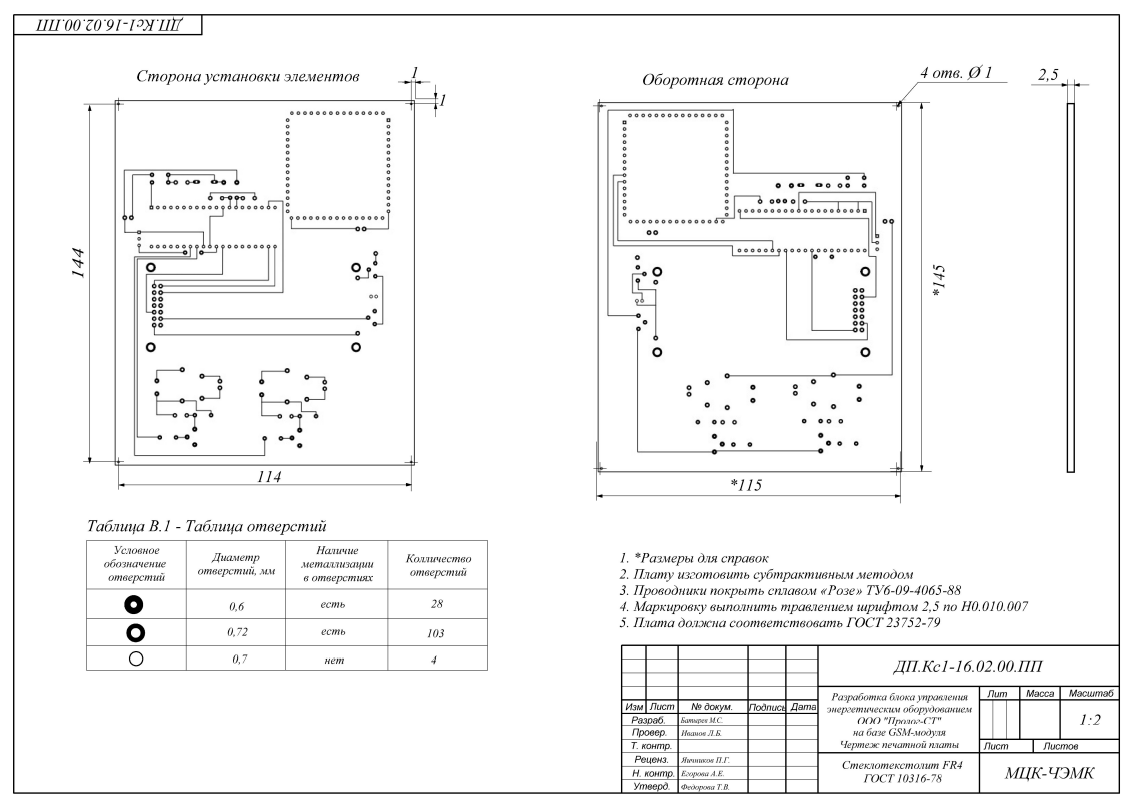 ДП.Кс1-16.02.00.ПП
Сторона установки элементов
1
1
144
114
Оборотная сторона
4 отв. Ø 1
2,5
*145
*115
Таблица В.1 - Таблица отверстий
Условное
обозначение
отверстий
Диаметр
отверстий, мм
Наличие
металлизации
в отверстиях
Колличество
отверстий
0,6 есть 28
0,72 есть 103
0,7 нет 4
1. *Размеры для справок
2. Плату изготовить субтрактивным методом
3. Проводники покрыть сплавом «Розе» ТУ6-09-4065-88
4. Маркировку выполнить травлением шрифтом 2,5 по Н0.010.007
5. Плата должна соответствовать ГОСТ 23752-79
ДП.Кс1-16.02.00.ПП
Изм Лист № докум. Подпись Дата
Разраб. Батырев М.С.
Провер. Иванов Л.Б.
Т. контр.
Реценз. Яичников П.Г.
Н. контр. Егорова А.Е.
Утверд. Федорова Т.В.
Разработка блока управления
энергетическим оборудованием
ООО "Пролог-СТ"
на базе GSM-модуля
Чертеж печатной платы
Лит Масса Масштаб
1:2
Лист Листов
Стеклотекстолит FR4
ГОСТ 10316-78
МЦК-ЧЭМК